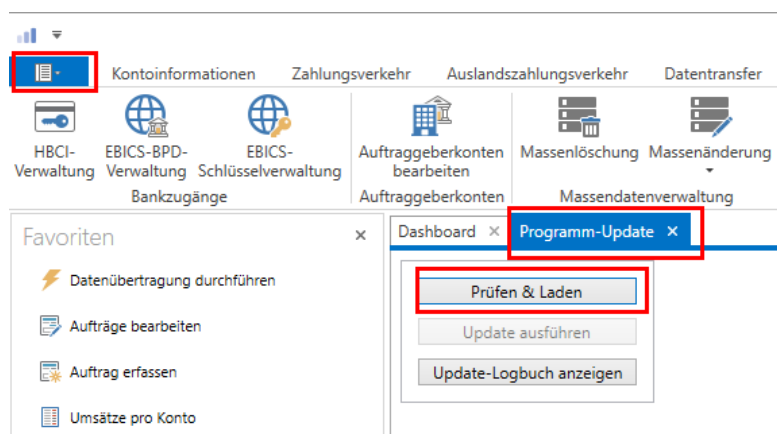 Kontoinformationen Zahlungsverkehr Auslandszahlungsverkehr Datentransfer
HBCI-
Verwaltung
EBICS-BPD-
Verwaltung
EBICS-
Schlüsselverwaltung
Auftraggeberkonten
bearbeiten
Massenlöschung
Massenänderung
Bankzugänge
Auftraggeberkonten
Massendatenverwaltung
Favoriten
Dashboard
Programm-Update
Datenübertragung durchführen
Aufträge bearbeiten
Auftrag erfassen
Umsätze pro Konto
Prüfen & Laden
Update ausführen
Update-Logbuch anzeigen